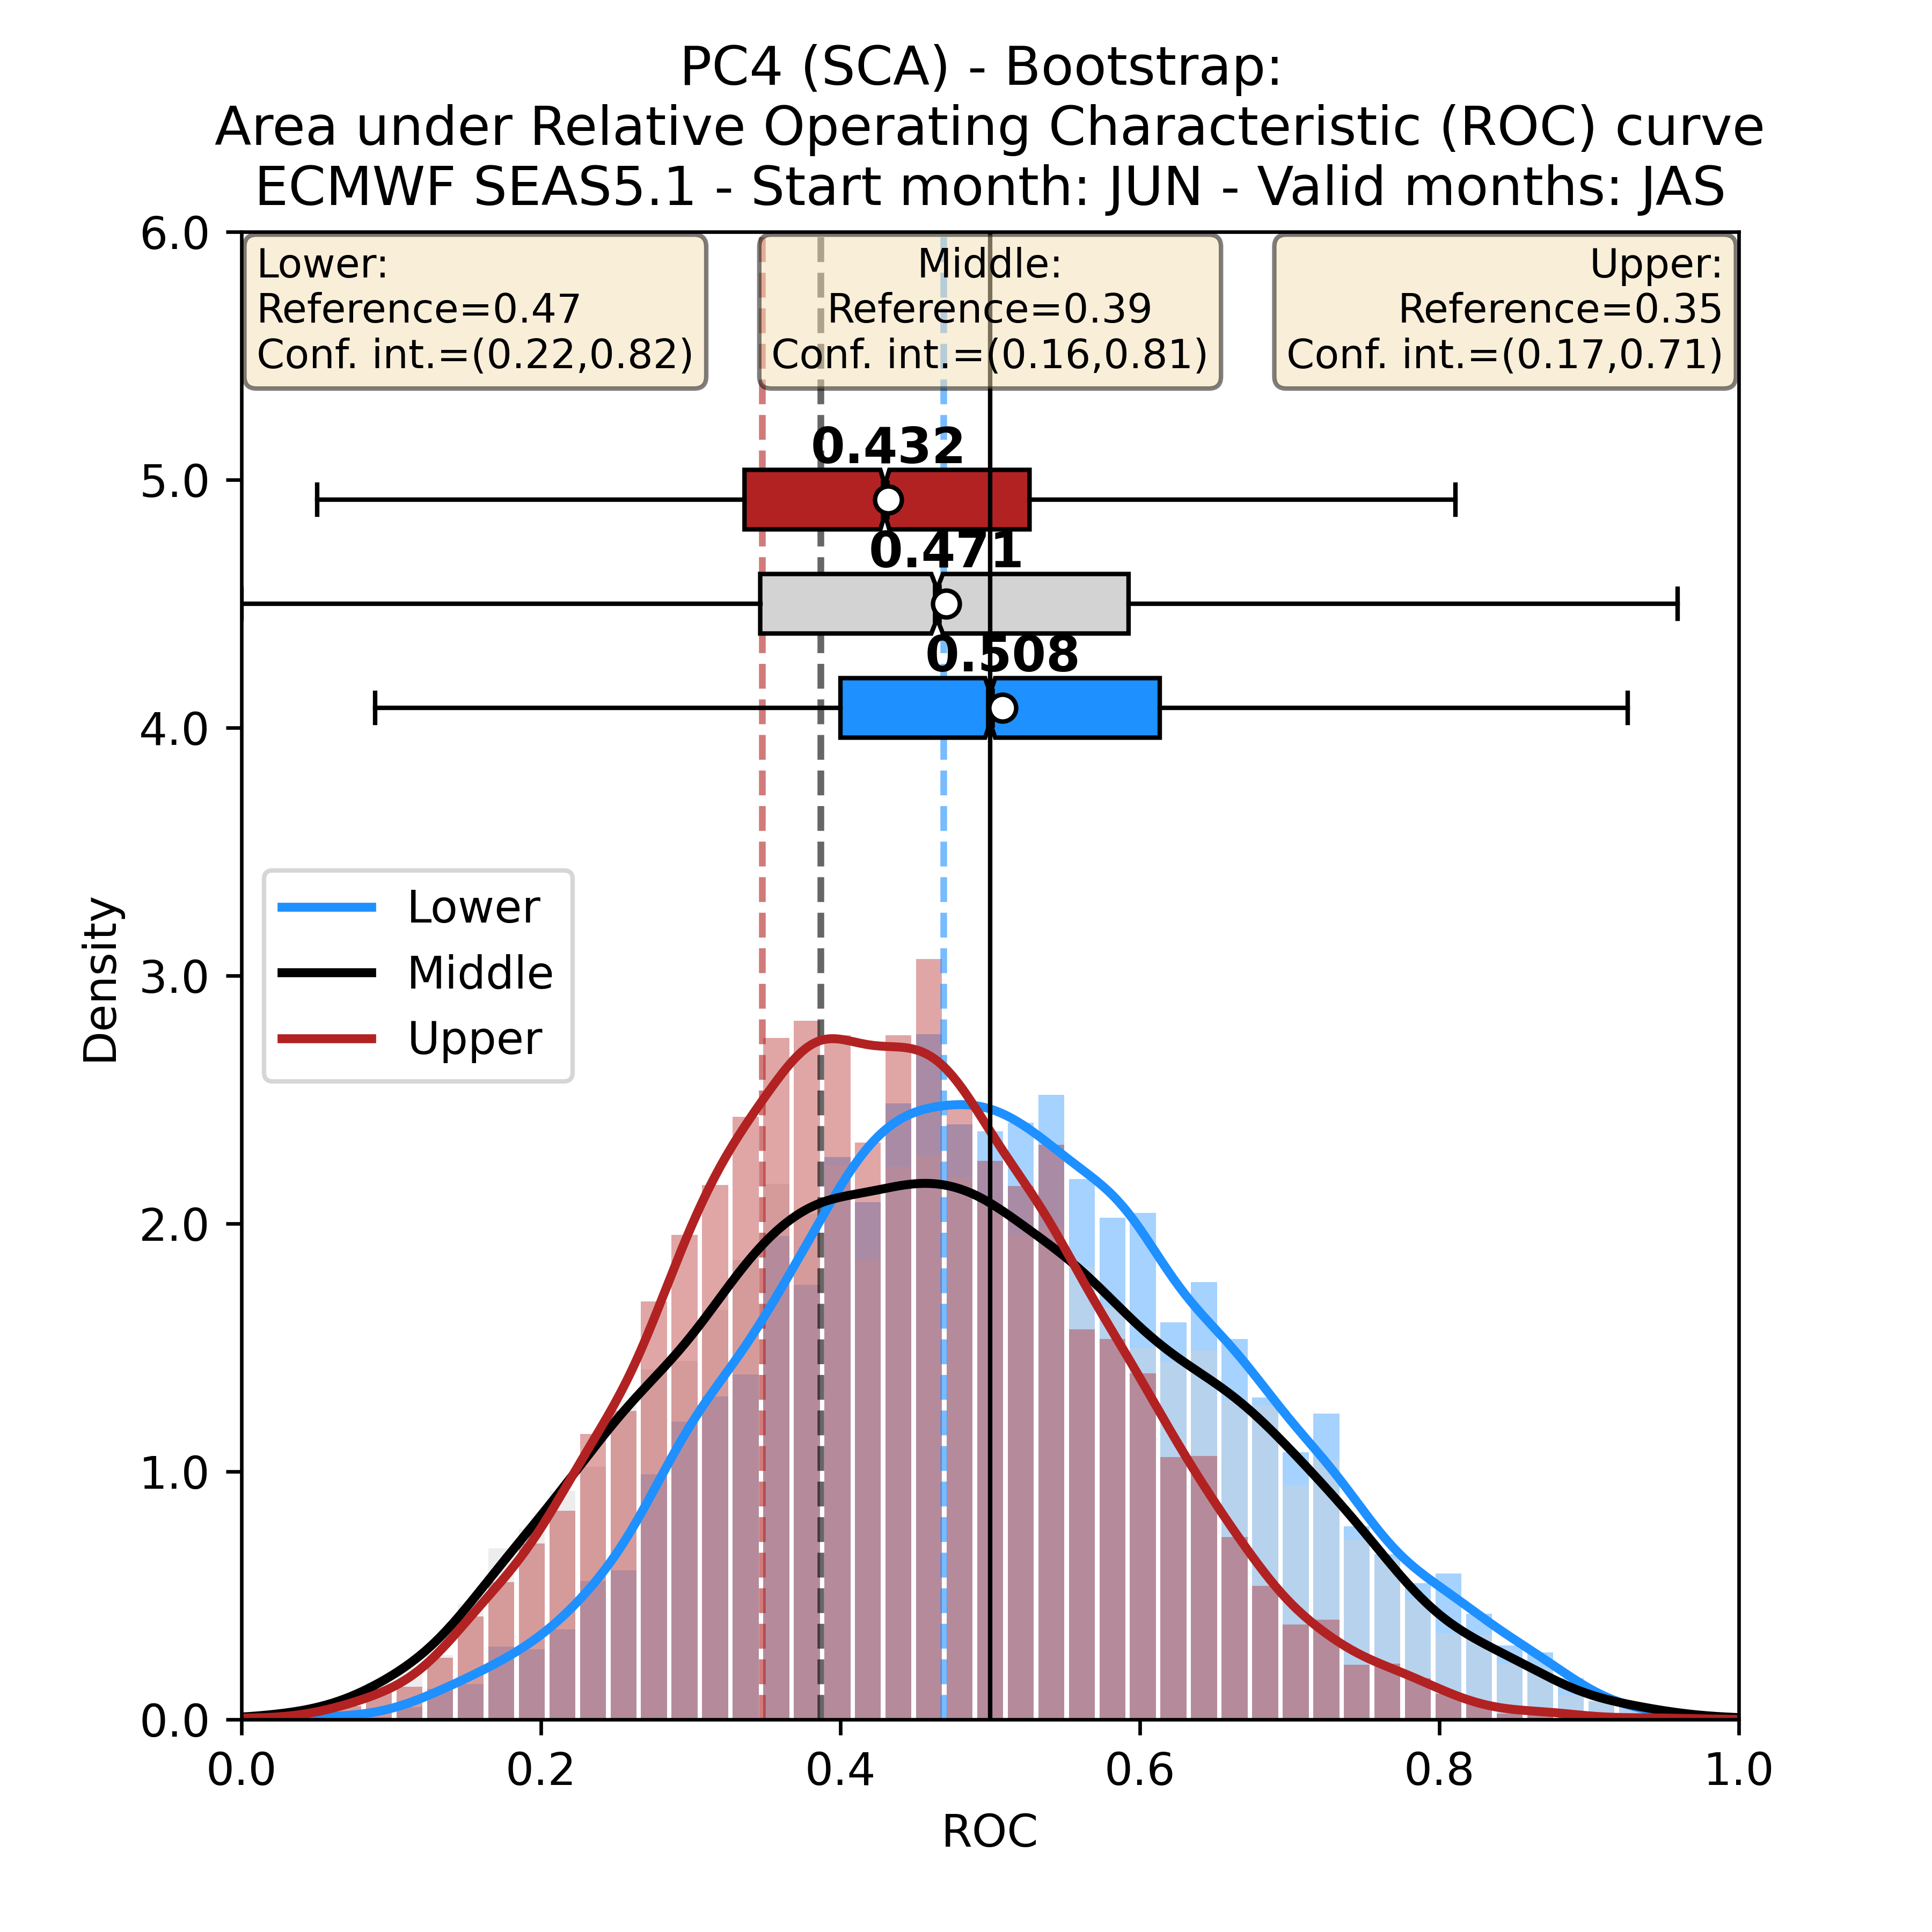 PC4 (SCA) - Bootstrap:
Area under Relative Operating Characteristic (ROC) curve
ECMWF SEAS5.1 - Start month: JUN - Valid months: JAS
Lower:
Reference=0.47
Conf. int.=(0.22,0.82)
Middle:
Reference=0.39
Conf. int.=(0.16,0.81)
Upper:
Reference=0.35
Conf. int.=(0.17,0.71)
0.432
0.471
0.508
Lower
Middle
Upper
Density
6.0
5.0
4.0
3.0
2.0
1.0
0.0
0.0 0.2 0.4 0.6 0.8 1.0
ROC